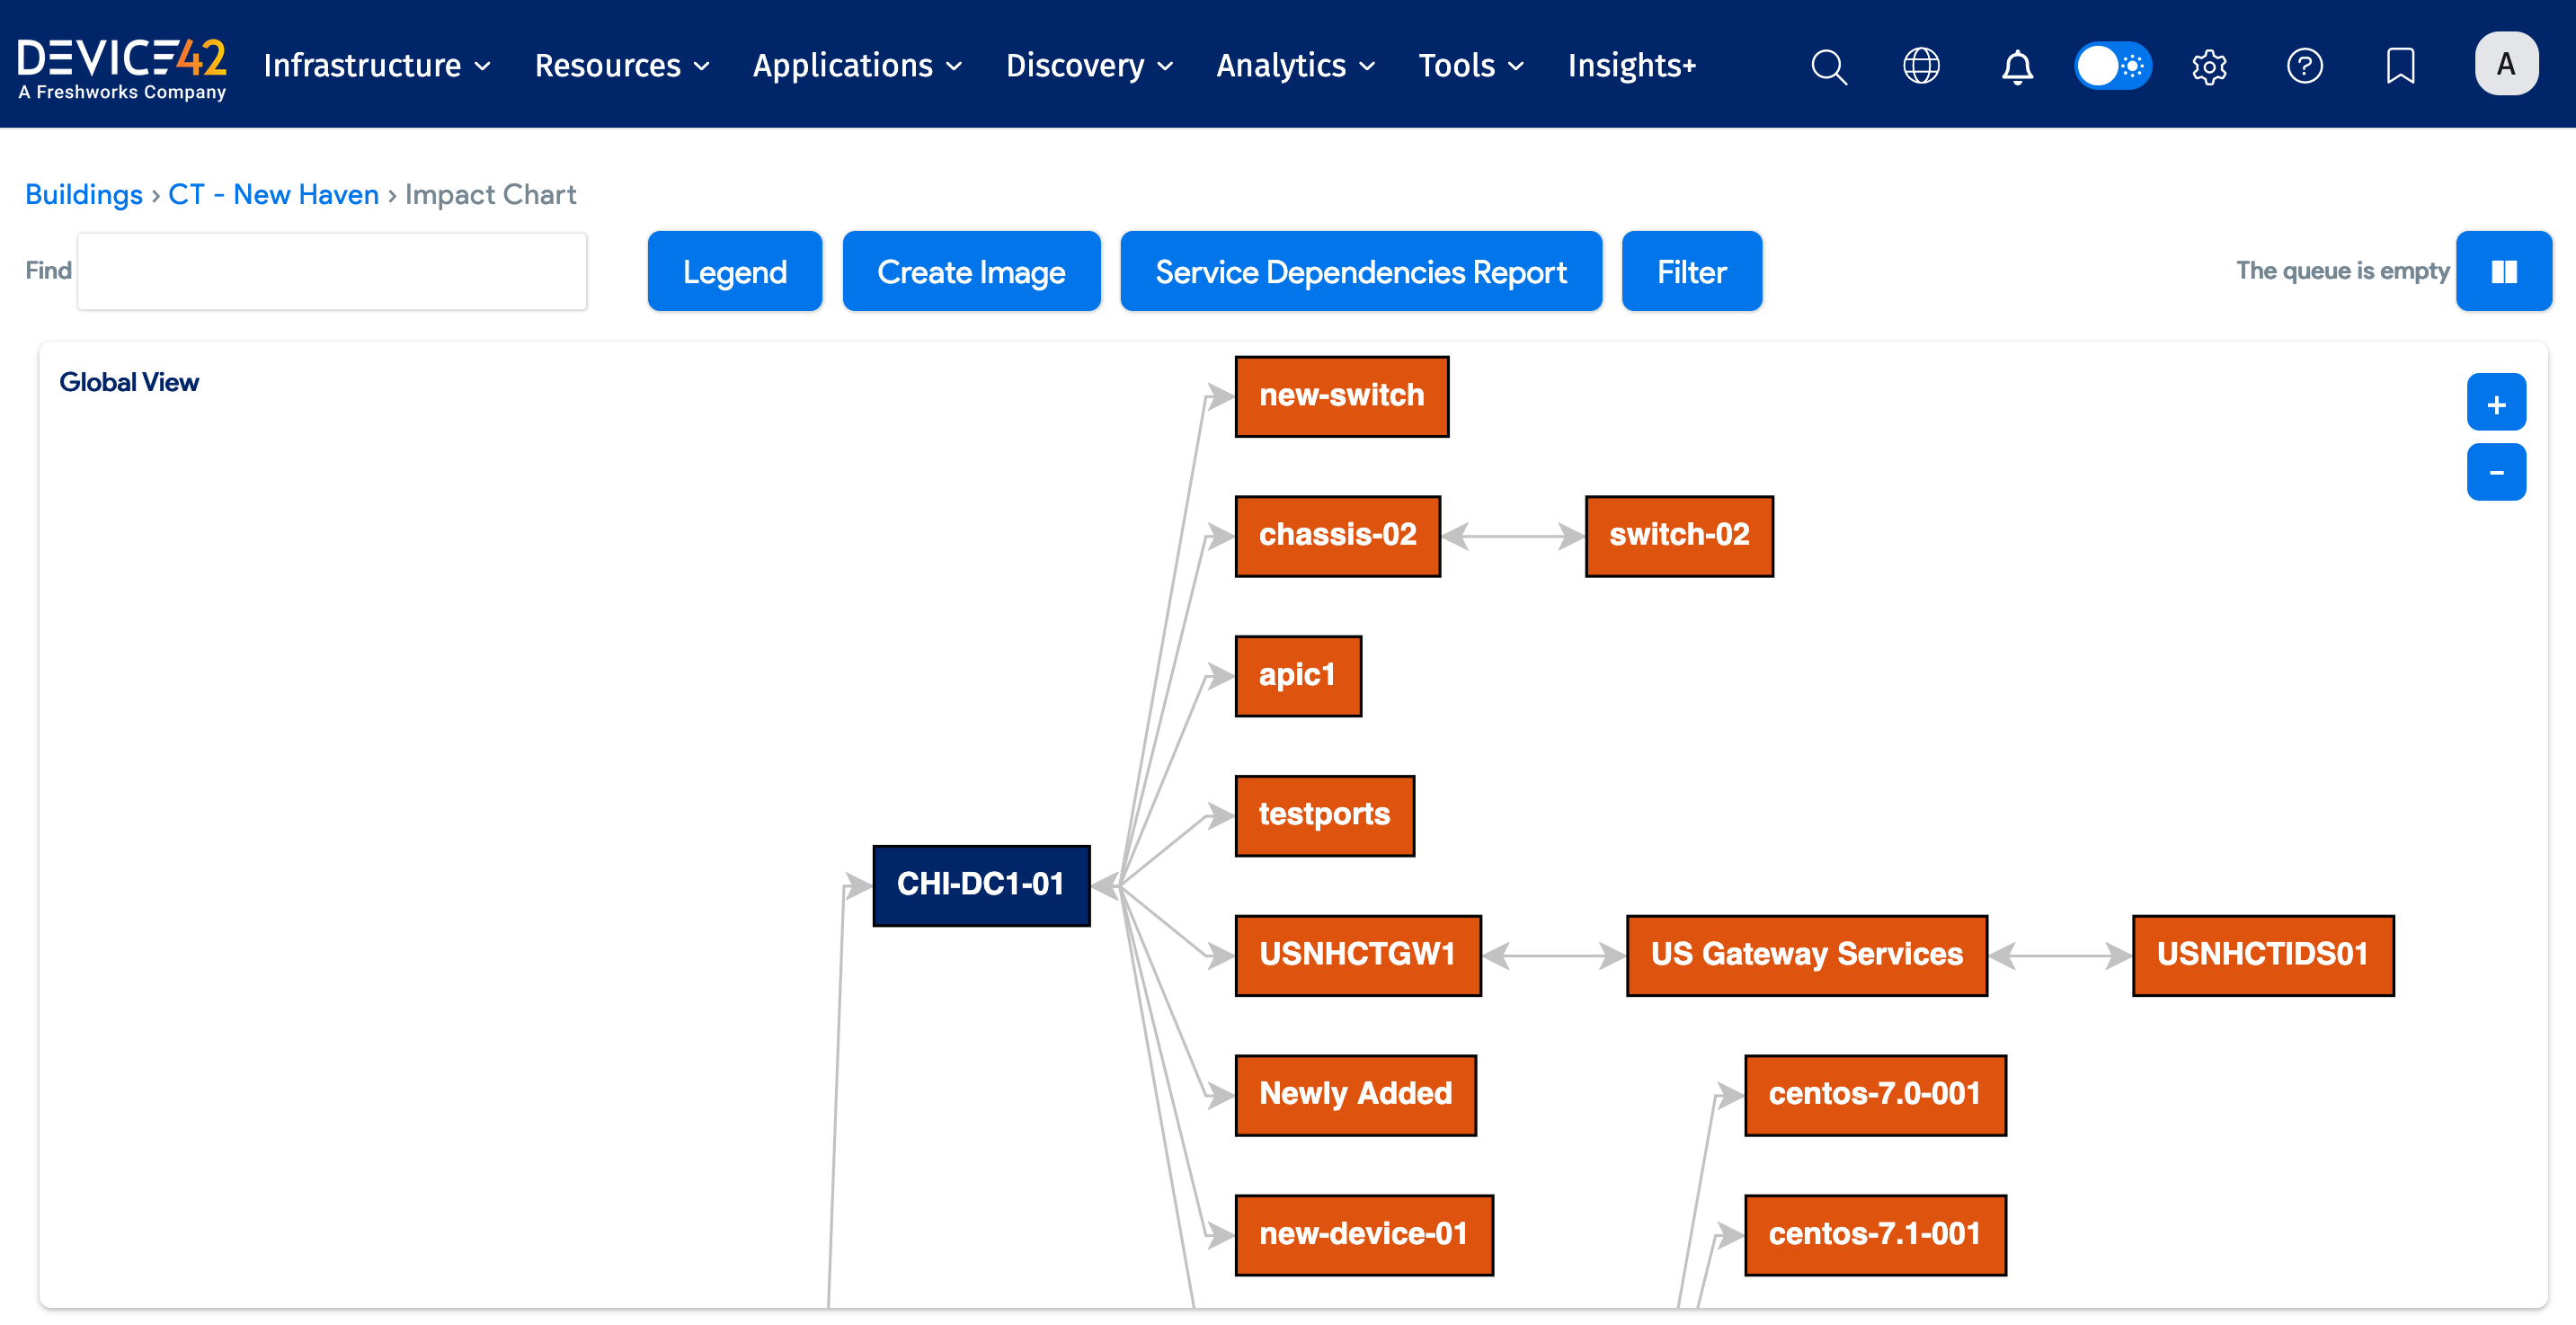 DEVICE42
A Freshworks Company
Infrastructure Resources Applications Discovery Analytics Tools Insights+
A
Buildings › CT - New Haven › Impact Chart
Find Legend Create Image Service Dependencies Report Filter The queue is empty
Global View
+
-
new-switch
chassis-02 switch-02
apic1
testports
CHI-DC1-01
USNHCTGW1 US Gateway Services USNHCTIDS01
Newly Added centos-7.0-001
new-device-01 centos-7.1-001